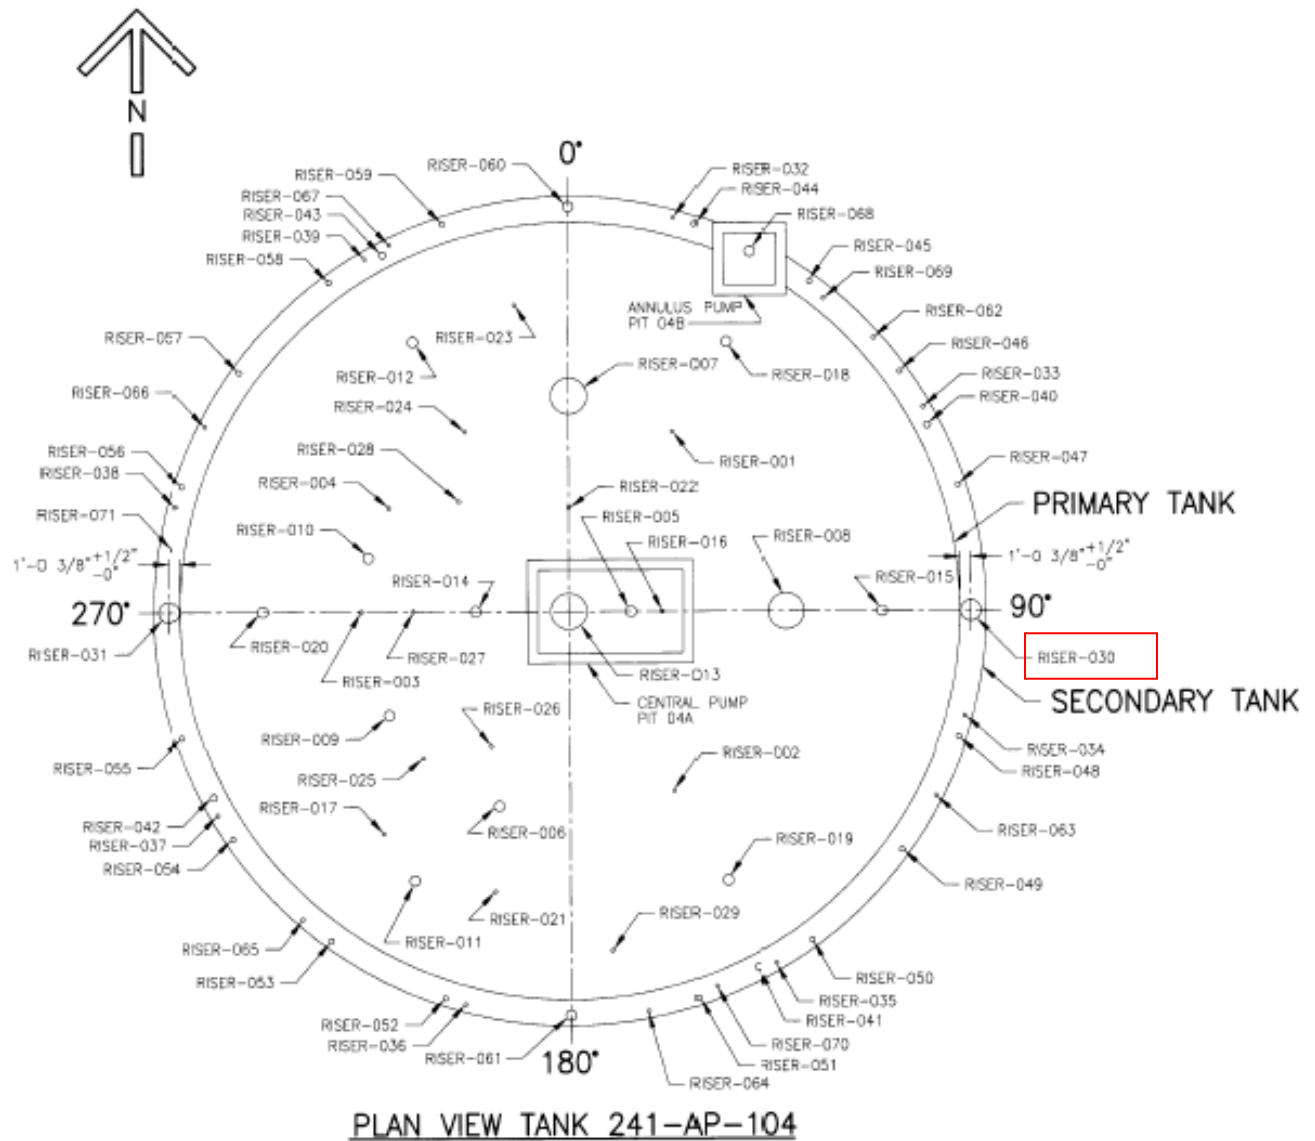 N
0°
RISER-060
RISER-059
RISER-067
RISER-043
RISER-039
RISER-058
RISER-032
RISER-044
RISER-068
RISER-045
RISER-069
RISER-062
RISER-046
RISER-033
RISER-040
RISER-047
ANNULUS PUMP
PIT 04B
RISER-023
RISER-057
RISER-012
RISER-007
RISER-018
RISER-066
RISER-024
RISER-028
RISER-001
RISER-056
RISER-038
RISER-004
RISER-022
RISER-071
RISER-010
RISER-005
RISER-016
RISER-008
PRIMARY TANK
1'-0 3/8"+1/2"
-0"
1'-0 3/8"+1/2"
-0"
RISER-014
RISER-015
270°
90°
RISER-031
RISER-020
RISER-027
RISER-003
RISER-013
RISER-030
CENTRAL PUMP
PIT 04A
SECONDARY TANK
RISER-026
RISER-009
RISER-025
RISER-002
RISER-034
RISER-048
RISER-055
RISER-017
RISER-006
RISER-019
RISER-063
RISER-042
RISER-037
RISER-054
RISER-049
RISER-021
RISER-029
RISER-011
RISER-065
RISER-053
RISER-050
RISER-035
RISER-041
RISER-070
RISER-051
RISER-064
RISER-052
RISER-036
RISER-061
180°
PLAN VIEW TANK 241-AP-104